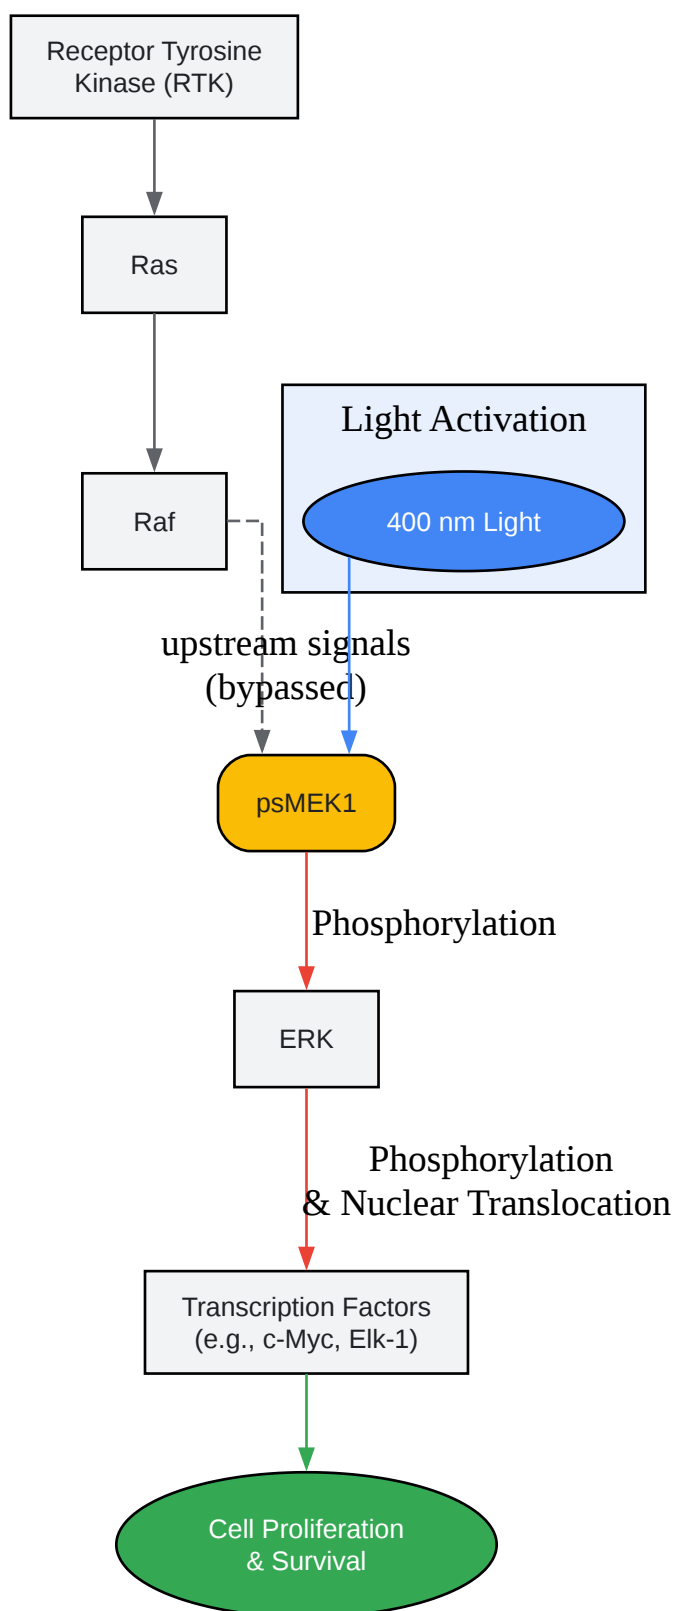 Receptor Tyrosine
Kinase (RTK)
Ras
Light Activation
Raf
400 nm Light
upstream signals
(bypassed)
psMEK1
Phosphorylation
ERK
Phosphorylation
& Nuclear Translocation
Transcription Factors
(e.g., c-Myc, Elk-1)
Cell Proliferation
& Survival